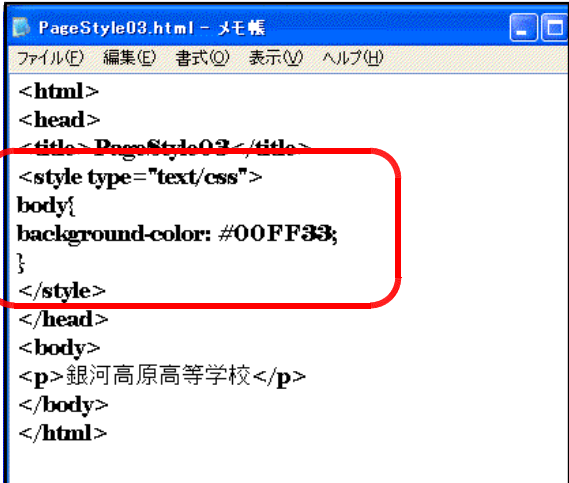 PageStyle03.html - メモ帳
ファイル(F) 編集(E) 書式(O) 表示(V) ヘルプ(H)
<html>
<head>
<title>PageStyle03</title>
<style type="text/css">
body{
background-color: #00FF33;
}
</style>
</head>
<body>
<p>銀河高原高等学校</p>
</body>
</html>